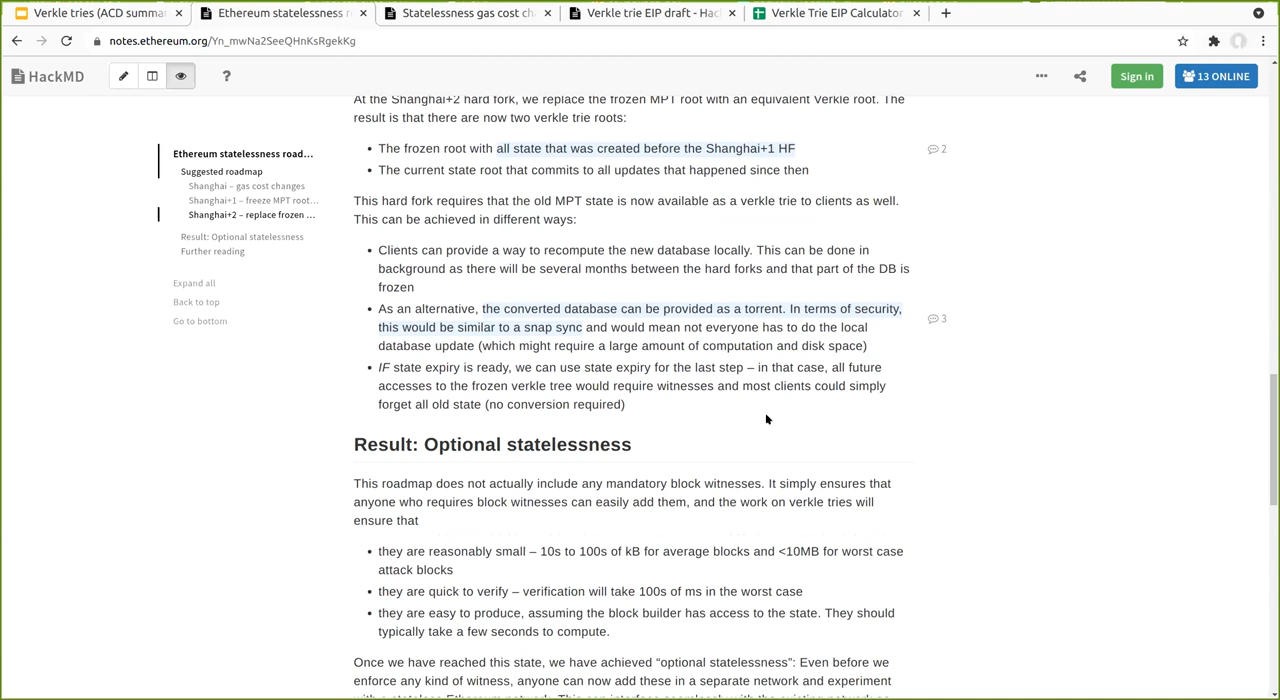 Verkle tries (ACD summa
Ethereum statelessness r
Statelessness gas cost ch
Verkle trie EIP draft - Hac
Verkle Trie EIP Calculator
notes.ethereum.org/Yn_mwNa2SeeQHnKsRgekKg
HackMD
?
Sign in
13 ONLINE
Ethereum statelessness road…
Suggested roadmap
Shanghai – gas cost changes
Shanghai+1 – freeze MPT root…
Shanghai+2 – replace frozen …
Result: Optional statelessness
Further reading
Expand all
Back to top
Go to bottom
At the Shanghai+2 hard fork, we replace the frozen MPT root with an equivalent Verkle root. The
result is that there are now two verkle trie roots:
• The frozen root with all state that was created before the Shanghai+1 HF
2
• The current state root that commits to all updates that happened since then
This hard fork requires that the old MPT state is now available as a verkle trie to clients as well.
This can be achieved in different ways:
• Clients can provide a way to recompute the new database locally. This can be done in
background as there will be several months between the hard forks and that part of the DB is
frozen
• As an alternative, the converted database can be provided as a torrent. In terms of security,
this would be similar to a snap sync and would mean not everyone has to do the local
3
database update (which might require a large amount of computation and disk space)
• IF state expiry is ready, we can use state expiry for the last step – in that case, all future
accesses to the frozen verkle tree would require witnesses and most clients could simply
forget all old state (no conversion required)
Result: Optional statelessness
This roadmap does not actually include any mandatory block witnesses. It simply ensures that
anyone who requires block witnesses can easily add them, and the work on verkle tries will
ensure that
• they are reasonably small – 10s to 100s of kB for average blocks and <10MB for worst case
attack blocks
• they are quick to verify – verification will take 100s of ms in the worst case
• they are easy to produce, assuming the block builder has access to the state. They should
typically take a few seconds to compute.
Once we have reached this state, we have achieved “optional statelessness”: Even before we
enforce any kind of witness, anyone can now add these in a separate network and experiment